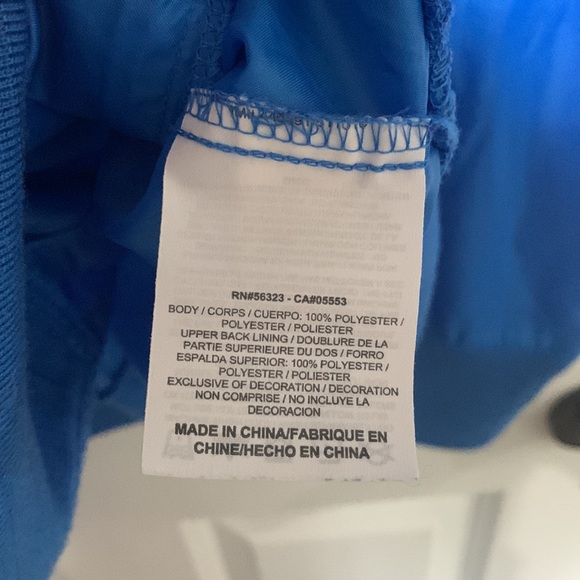 RN#56323 - CA#05553
BODY / CORPS / CUERPO: 100% POLYESTER /
POLYESTER / POLIESTER
UPPER BACK LINING / DOUBLURE DE LA
PARTIE SUPERIEURE DU DOS / FORRO
ESPALDA SUPERIOR: 100% POLYESTER /
POLYESTER / POLIESTER
EXCLUSIVE OF DECORATION / DECORATION
NON COMPRISE / NO INCLUYE LA
DECORACION
MADE IN CHINA/FABRIQUE EN
CHINE/HECHO EN CHINA